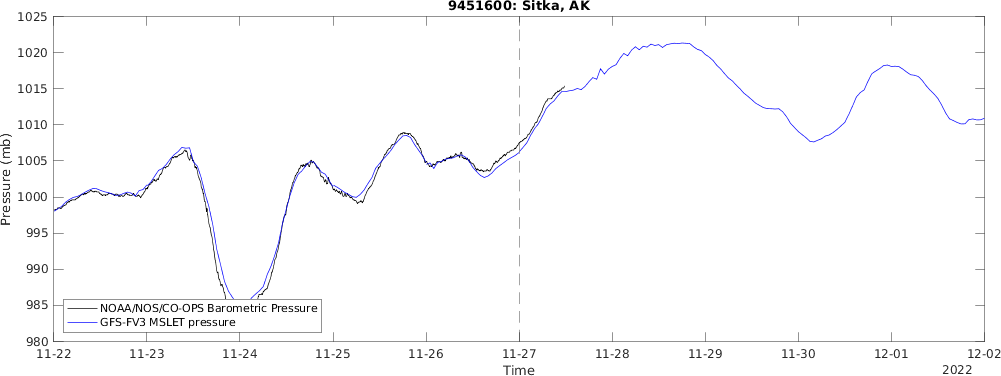 9451600: Sitka, AK
1025
1020
1015
1010
1005
1000
995
990
985
980
Pressure (mb)
NOAA/NOS/CO-OPS Barometric Pressure
GFS-FV3 MSLET pressure
11-22 11-23 11-24 11-25 11-26 11-27 11-28 11-29 11-30 12-01 12-02
Time
2022